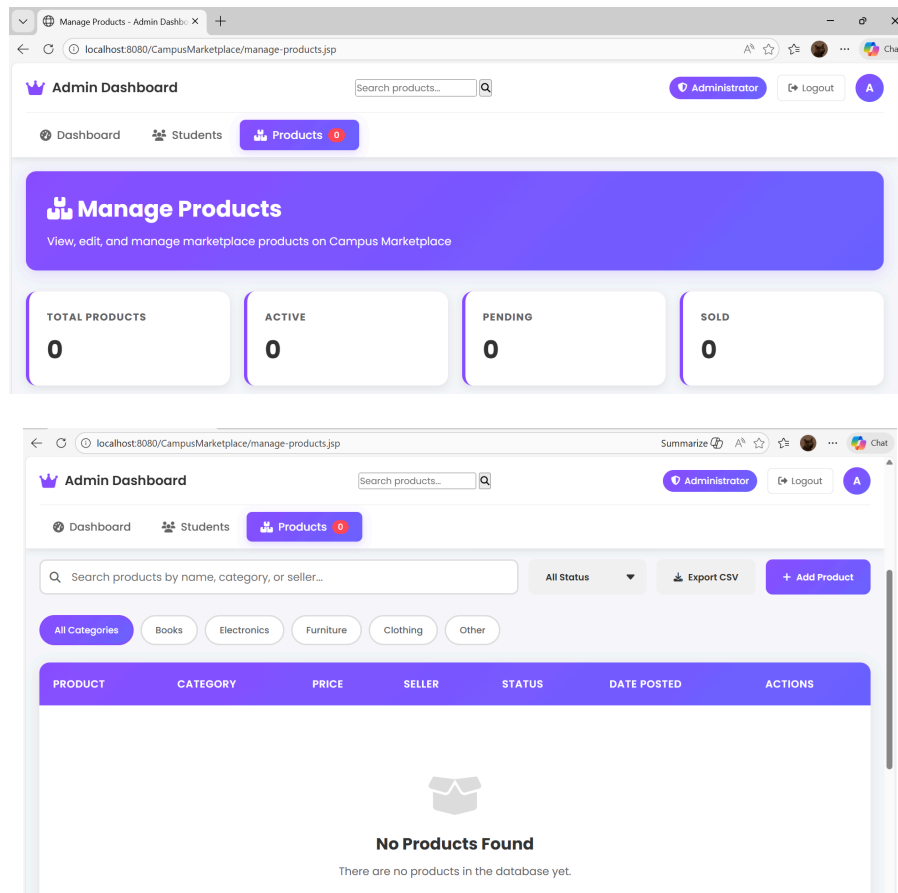 Manage Products - Admin Dashbo
localhost:8080/CampusMarketplace/manage-products.jsp
Cha
Admin Dashboard
Search products...
Administrator
Logout
A
Dashboard
Students
Products 0
Manage Products
View, edit, and manage marketplace products on Campus Marketplace
TOTAL PRODUCTS
0
ACTIVE
0
PENDING
0
SOLD
0
localhost:8080/CampusMarketplace/manage-products.jsp
Summarize
Chat
Admin Dashboard
Search products...
Administrator
Logout
A
Dashboard
Students
Products 0
Search products by name, category, or seller...
All Status
Export CSV
+ Add Product
All Categories
Books
Electronics
Furniture
Clothing
Other
PRODUCT CATEGORY PRICE SELLER STATUS DATE POSTED ACTIONS
No Products Found
There are no products in the database yet.